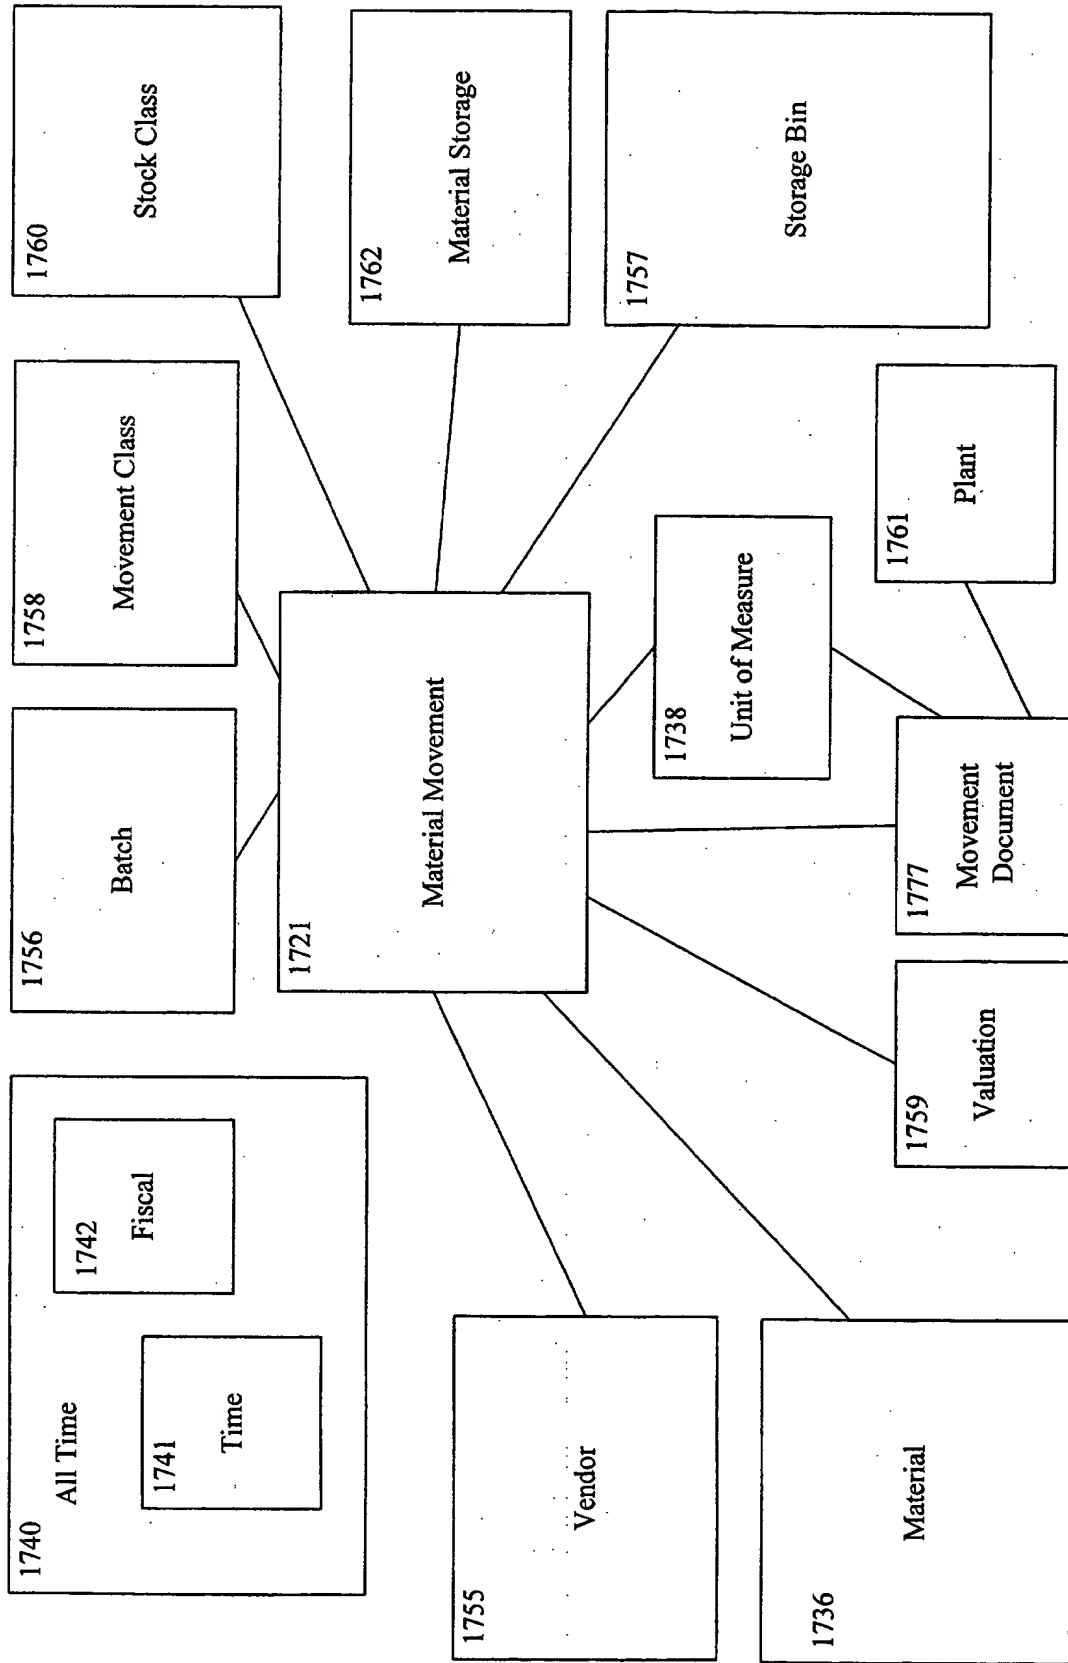 1740
All Time
1741
Time
1742
Fiscal
1756
Batch
1758
Movement Class
1760
Stock Class
1755
Vendor
1721
Material Movement
1762
Material Storage
1736
Material
1738
Unit of Measure
1757
Storage Bin
1759
Valuation
1777
Movement
Document
1761
Plant